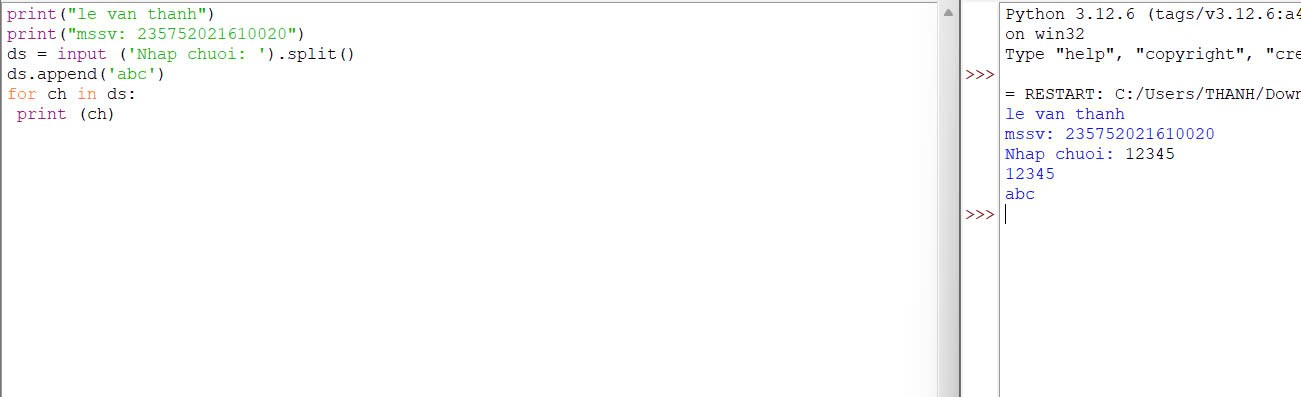 print("le van thanh")
print("mssv: 235752021610020")
ds = input ('Nhap chuoi: ').split()
ds.append('abc')
for ch in ds:
 print (ch)
Python 3.12.6 (tags/v3.12.6:a4
on win32
Type "help", "copyright", "cre
>>>
= RESTART: C:/Users/THANH/Down
le van thanh
mssv: 235752021610020
Nhap chuoi: 12345
12345
abc
>>>